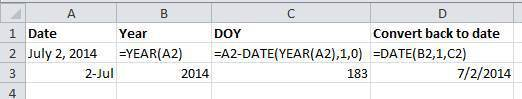 A B C D
1 Date Year DOY Convert back to date
2 July 2, 2014 =YEAR(A2) =A2-DATE(YEAR(A2),1,0) =DATE(B2,1,C2)
3 2-Jul 2014 183 7/2/2014